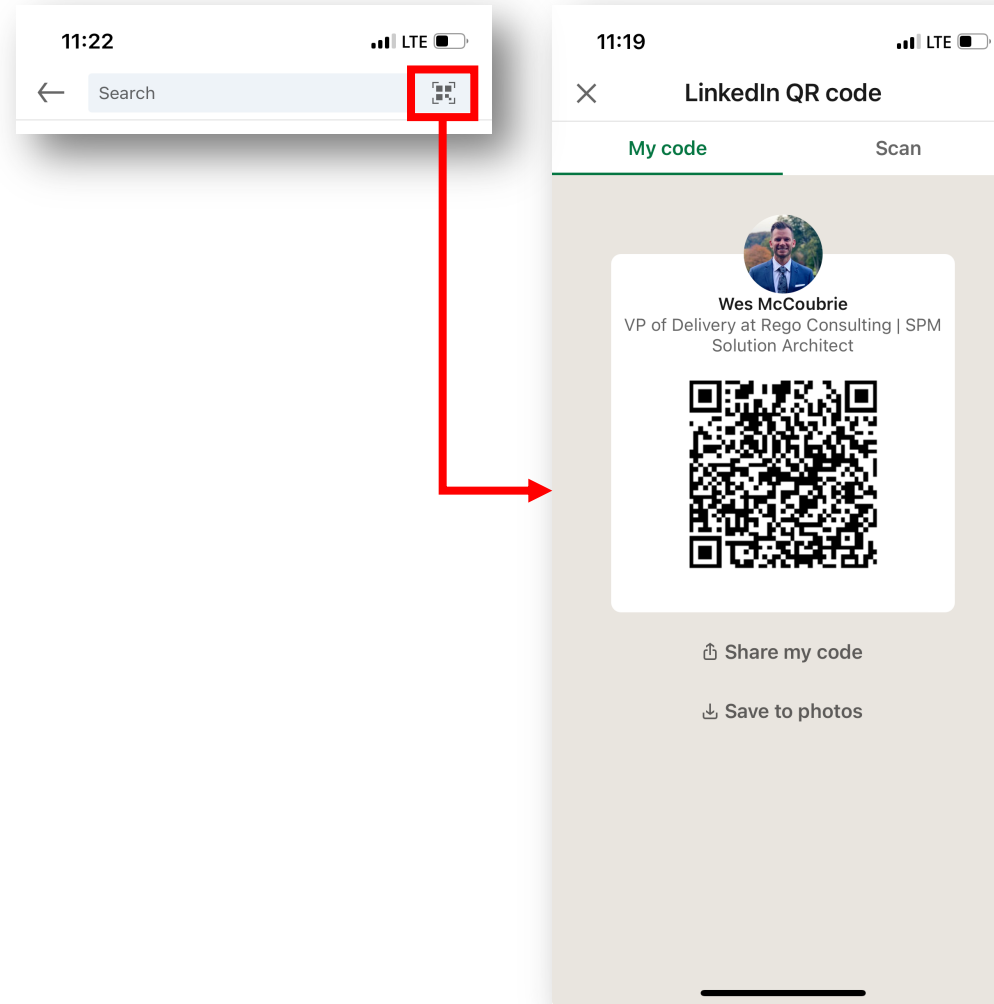 11:22
LTE
Search
11:19
LTE
LinkedIn QR code
My code
Scan
Wes McCoubrie
VP of Delivery at Rego Consulting | SPM
Solution Architect
Share my code
Save to photos